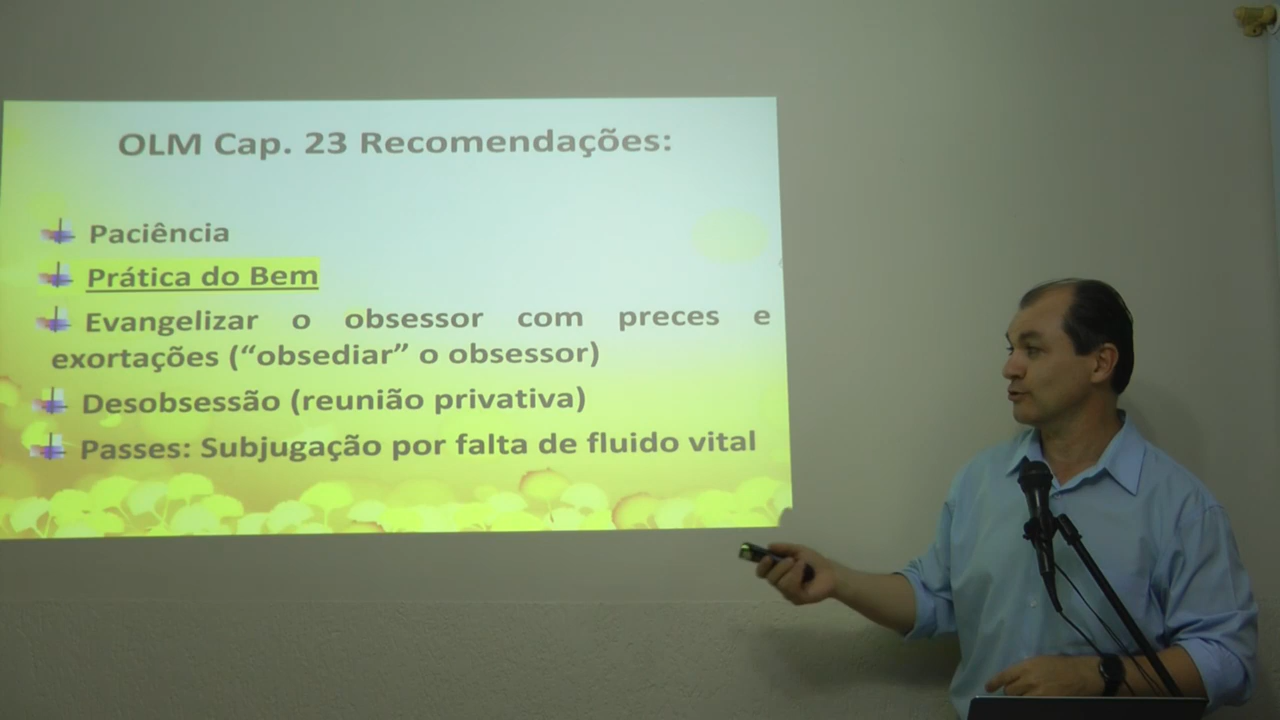 OLM Cap. 23 Recomendações:
Paciência
Prática do Bem
Evangelizar o obsessor com preces e
exortações (“obsediar” o obsessor)
Desobsessão (reunião privativa)
Passes: Subjugação por falta de fluido vital